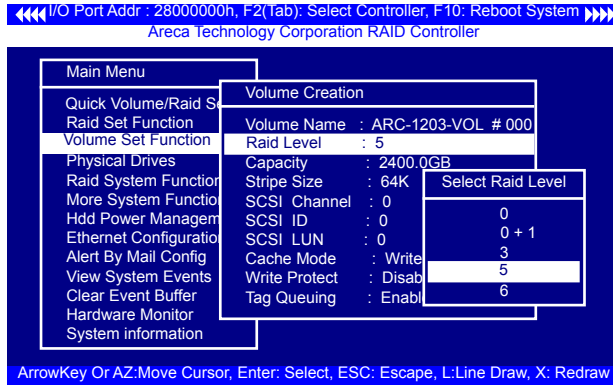 I/O Port Addr : 28000000h, F2(Tab): Select Controller, F10: Reboot System
Areca Technology Corporation RAID Controller
Main Menu
Quick Volume/Raid Se
Raid Set Function
Volume Set Function
Physical Drives
Raid System Function
More System Function
Hdd Power Managem
Ethernet Configuration
Alert By Mail Config
View System Events
Clear Event Buffer
Hardware Monitor
System information
Volume Creation
Volume Name : ARC-1203-VOL # 000
Raid Level : 5
Capacity : 2400.0GB
Stripe Size : 64K
SCSI Channel : 0
SCSI ID : 0
SCSI LUN : 0
Cache Mode : Write
Write Protect : Disab
Tag Queuing : Enabl
Select Raid Level
0
0 + 1
3
5
6
ArrowKey Or AZ:Move Cursor, Enter: Select, ESC: Escape, L:Line Draw, X: Redraw